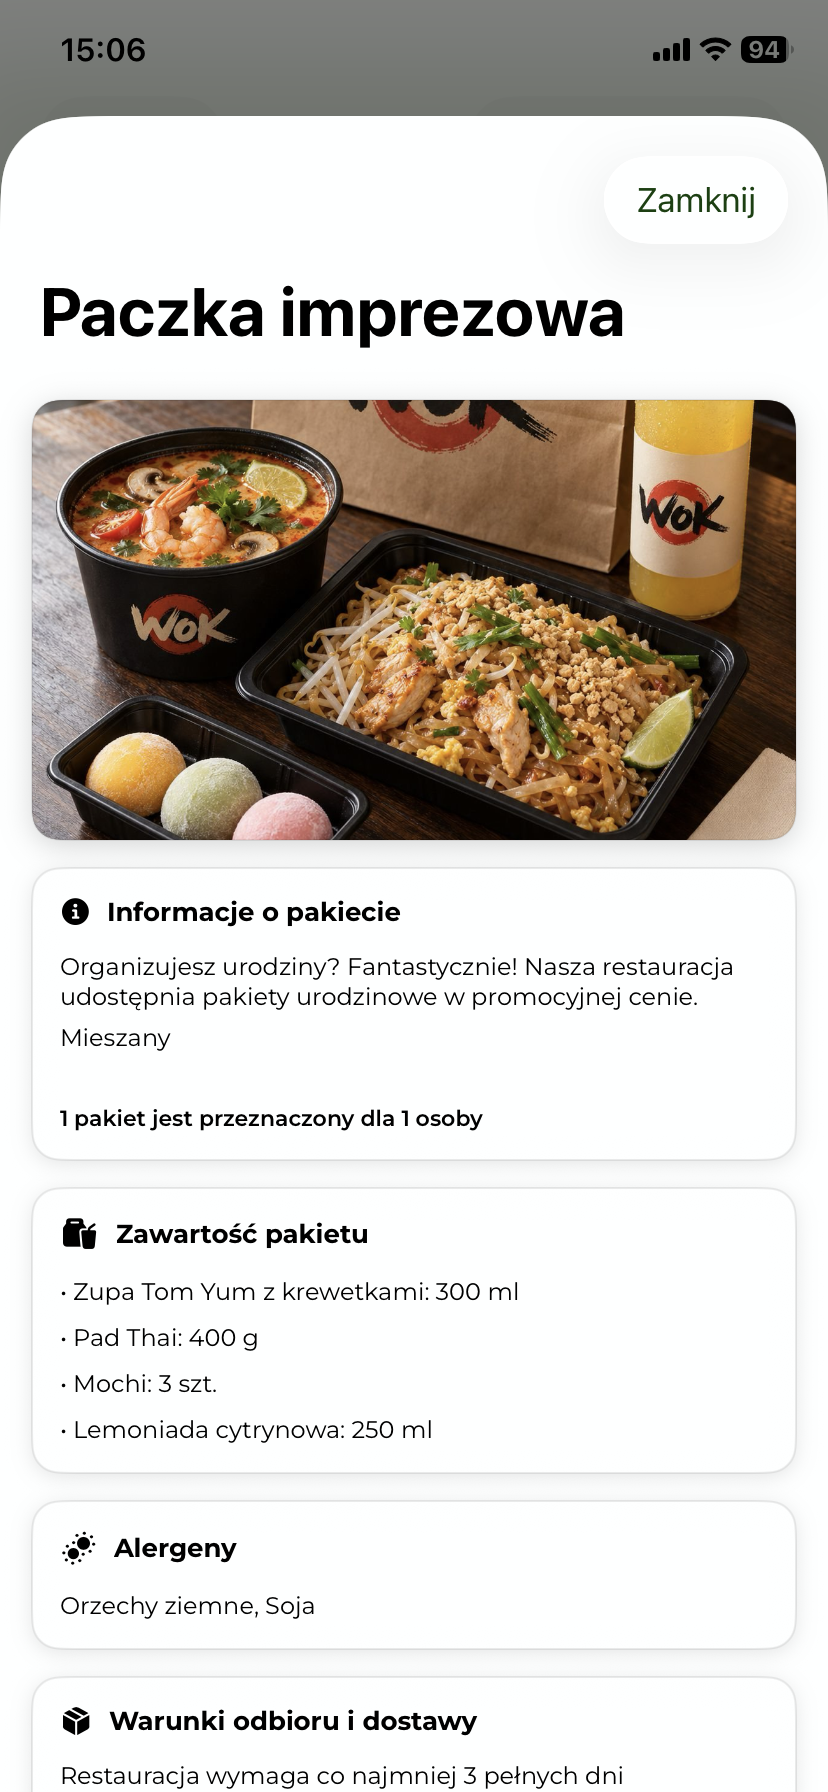 15:06
94
Zamknij
Paczka imprezowa
WOK
WOK
WOK
Informacje o pakiecie
Organizujesz urodziny? Fantastycznie! Nasza restauracja
udostępnia pakiety urodzinowe w promocyjnej cenie.
Mieszany
1 pakiet jest przeznaczony dla 1 osoby
Zawartość pakietu
• Zupa Tom Yum z krewetkami: 300 ml
• Pad Thai: 400 g
• Mochi: 3 szt.
• Lemoniada cytrynowa: 250 ml
Alergeny
Orzechy ziemne, Soja
Warunki odbioru i dostawy
Restauracja wymaga co najmniej 3 pełnych dni